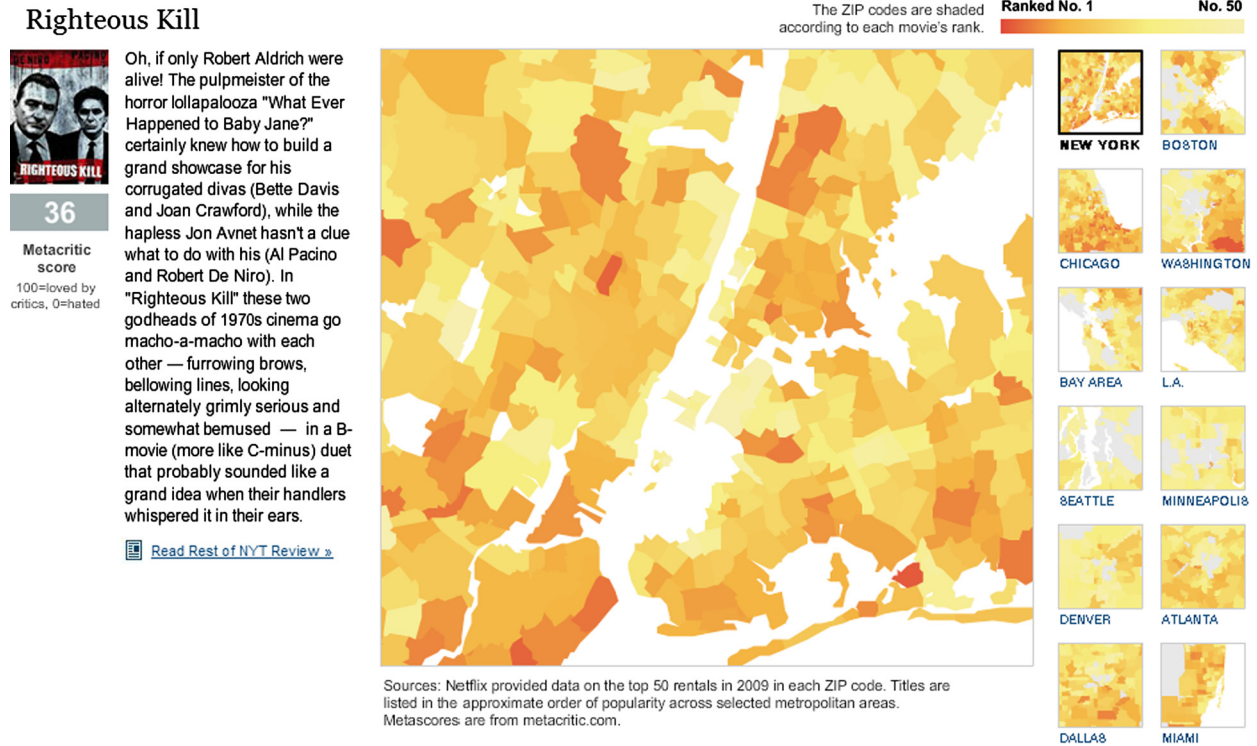 Righteous Kill
The ZIP codes are shaded
according to each movie's rank.
Ranked No. 1
No. 50
DE NIRO
PACINO
RIGHTEOUS KILL
36
Metacritic
score
100=loved by
critics, 0=hated
Oh, if only Robert Aldrich were
alive! The pulpmeister of the
horror lollapalooza "What Ever
Happened to Baby Jane?"
certainly knew how to build a
grand showcase for his
corrugated divas (Bette Davis
and Joan Crawford), while the
hapless Jon Avnet hasn't a clue
what to do with his (Al Pacino
and Robert De Niro). In
"Righteous Kill" these two
godheads of 1970s cinema go
macho-a-macho with each
other — furrowing brows,
bellowing lines, looking
alternately grimly serious and
somewhat bemused — in a B-
movie (more like C-minus) duet
that probably sounded like a
grand idea when their handlers
whispered it in their ears.
Read Rest of NYT Review »
NEW YORK
BOSTON
CHICAGO
WASHINGTON
BAY AREA
L.A.
SEATTLE
MINNEAPOLIS
DENVER
ATLANTA
DALLAS
MIAMI
Sources: Netflix provided data on the top 50 rentals in 2009 in each ZIP code. Titles are
listed in the approximate order of popularity across selected metropolitan areas.
Metascores are from metacritic.com.